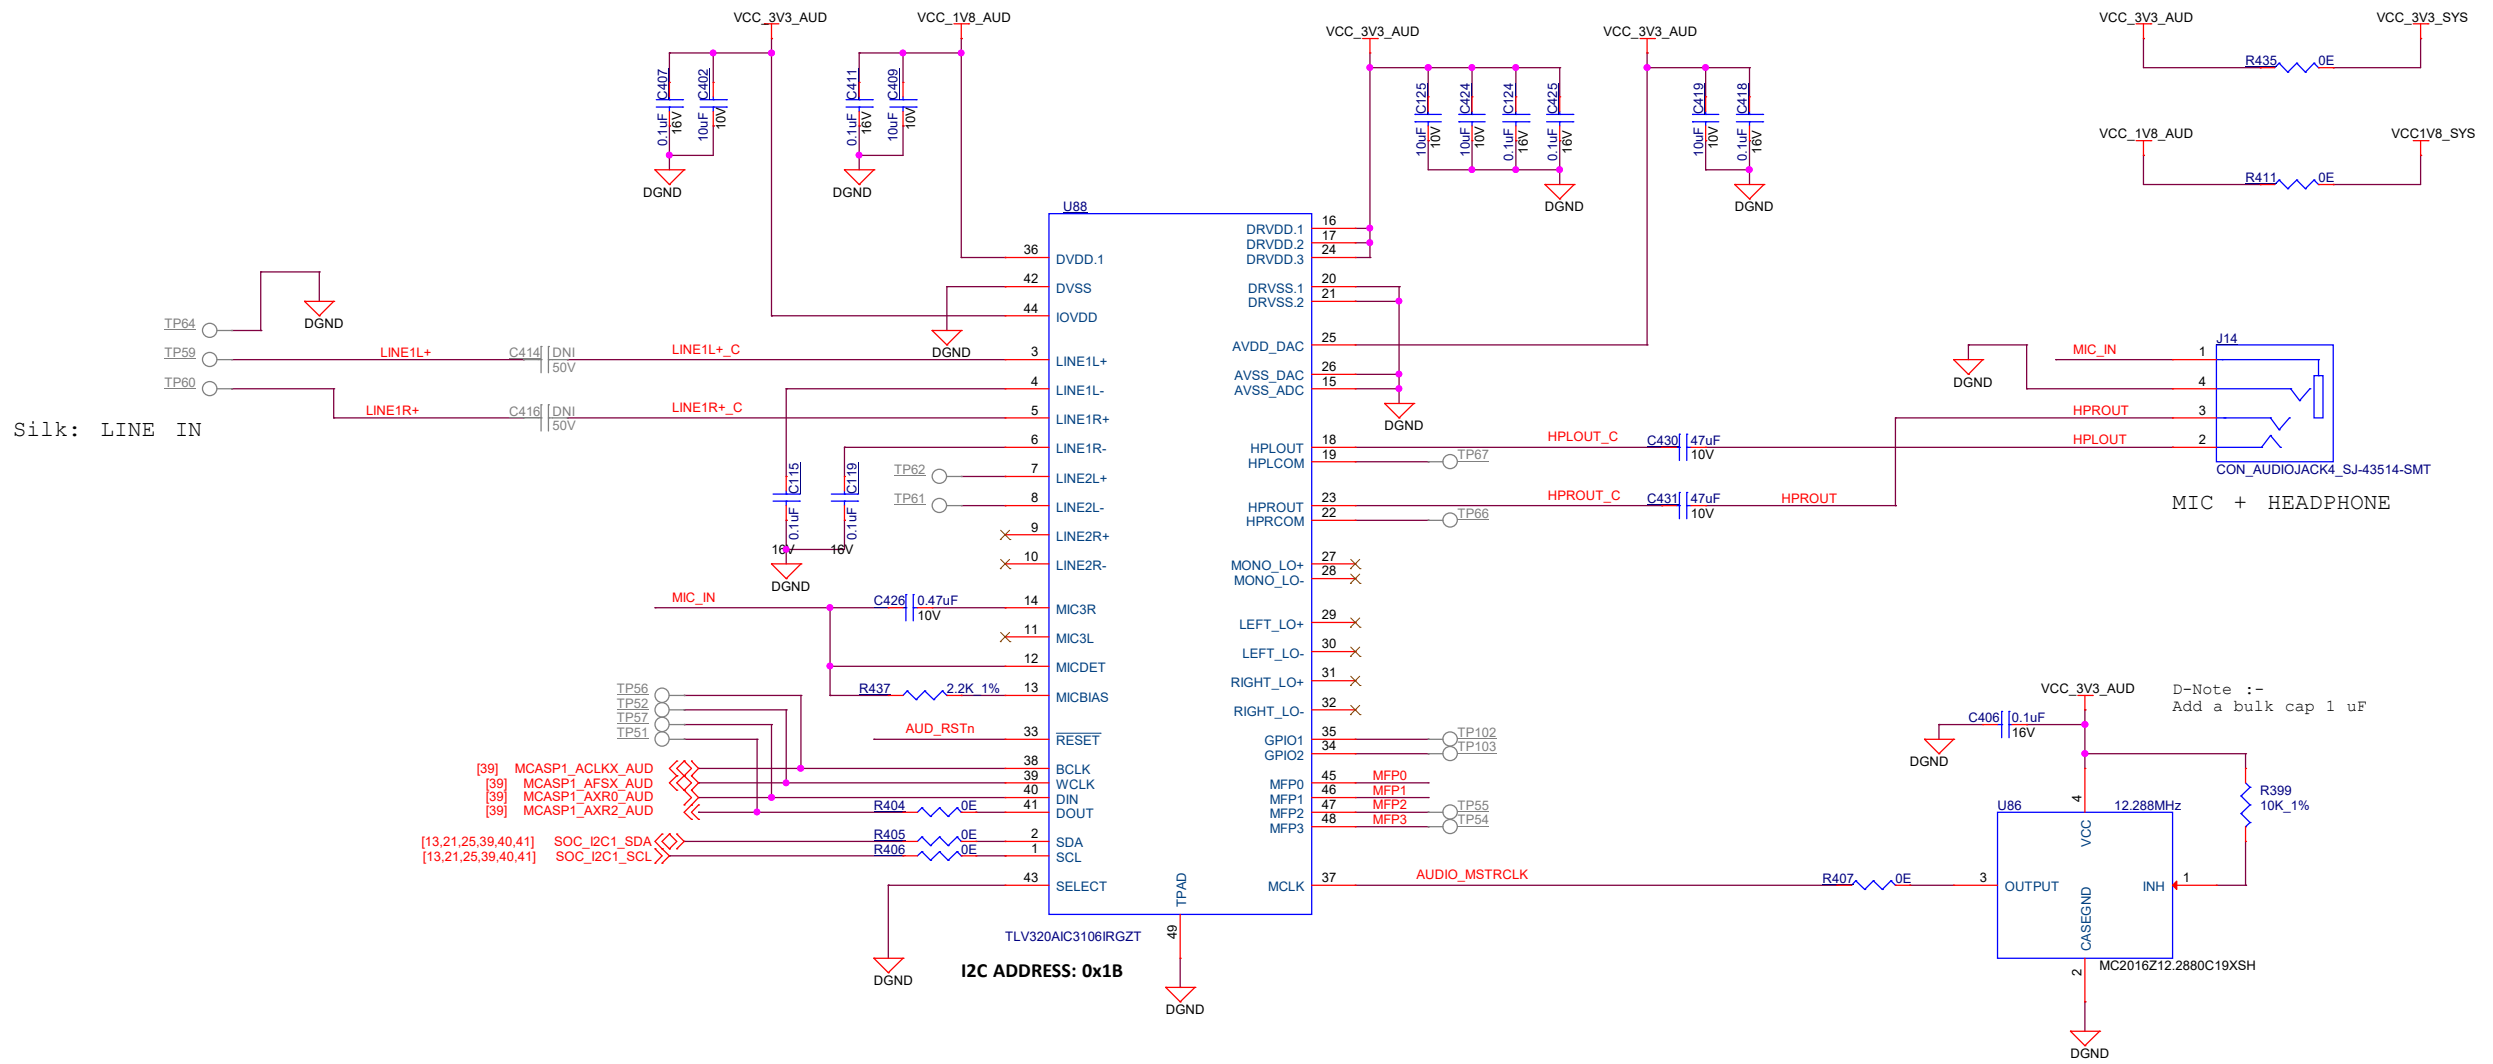 VCC_3V3_AUD
VCC_1V8_AUD
VCC_3V3_AUD
VCC_3V3_AUD
VCC_3V3_AUD
VCC_3V3_SYS
R435
0E
VCC_1V8_AUD
VCC1V8_SYS
R411
0E
C407
0.1uF
16V
C402
10uF
10V
C411
0.1uF
16V
C409
10uF
10V
DGND
DGND
C125
10uF
10V
C424
10uF
10V
C124
0.1uF
16V
C425
0.1uF
16V
C419
10uF
10V
C418
0.1uF
16V
DGND
DGND
TP64
DGND
TP59
LINE1L+
C414
DNI
50V
LINE1L+_C
TP60
LINE1R+
C416
DNI
50V
LINE1R+_C
Silk: LINE IN
DGND
C115
0.1uF
16V
C119
0.1uF
16V
DGND
TP62
TP61
MIC_IN
C426
0.47uF
10V
R437
2.2K_1%
TP56
TP52
TP57
TP51
AUD_RSTn
[39] MCASP1_ACLKX_AUD
[39] MCASP1_AFSX_AUD
[39] MCASP1_AXR0_AUD
[39] MCASP1_AXR2_AUD
R404
0E
[13,21,25,39,40,41] SOC_I2C1_SDA
R405
0E
[13,21,25,39,40,41] SOC_I2C1_SCL
R406
0E
DGND
U88
36 DVDD.1
42 DVSS
44 IOVDD
3 LINE1L+
4 LINE1L-
5 LINE1R+
6 LINE1R-
7 LINE2L+
8 LINE2L-
9 LINE2R+
10 LINE2R-
14 MIC3R
11 MIC3L
12 MICDET
13 MICBIAS
33 RESET
38 BCLK
39 WCLK
40 DIN
41 DOUT
2 SDA
1 SCL
43 SELECT
TPAD
49
DRVDD.1 16
DRVDD.2 17
DRVDD.3 24
DRVSS.1 20
DRVSS.2 21
AVDD_DAC 25
AVSS_DAC 26
AVSS_ADC 15
HPLOUT 18
HPLCOM 19
HPROUT 23
HPRCOM 22
MONO_LO+ 27
MONO_LO- 28
LEFT_LO+ 29
LEFT_LO- 30
RIGHT_LO+ 31
RIGHT_LO- 32
GPIO1 35
GPIO2 34
MFP0 45
MFP1 46
MFP2 47
MFP3 48
MCLK 37
TLV320AIC3106IRGZT
I2C ADDRESS: 0x1B
DGND
DGND
HPLOUT_C
C430
47uF
10V
HPLOUT
TP67
HPROUT_C
C431
47uF
10V
HPROUT
TP66
TP102
TP103
MFP0
MFP1
MFP2
TP55
MFP3
TP54
AUDIO_MSTRCLK
R407
0E
DGND
J14
MIC_IN
1
4
HPROUT
3
2
CON_AUDIOJACK4_SJ-43514-SMT
MIC + HEADPHONE
VCC_3V3_AUD
D-Note :-
Add a bulk cap 1 uF
C406
0.1uF
16V
DGND
R399
10K_1%
U86
12.288MHz
4
VCC
3
OUTPUT
INH
1
CASEGND
2
MC2016Z12.2880C19XSH
DGND